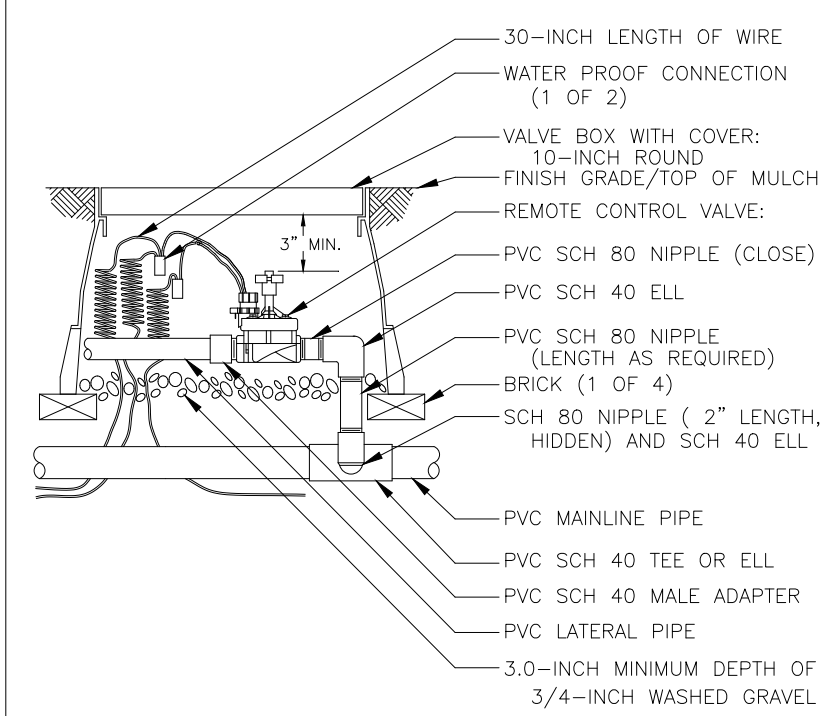 30-INCH LENGTH OF WIRE
WATER PROOF CONNECTION
(1 OF 2)
VALVE BOX WITH COVER:
10-INCH ROUND
FINISH GRADE/TOP OF MULCH
REMOTE CONTROL VALVE:
3" MIN.
PVC SCH 80 NIPPLE (CLOSE)
PVC SCH 40 ELL
PVC SCH 80 NIPPLE
(LENGTH AS REQUIRED)
BRICK (1 OF 4)
SCH 80 NIPPLE ( 2" LENGTH,
HIDDEN) AND SCH 40 ELL
PVC MAINLINE PIPE
PVC SCH 40 TEE OR ELL
PVC SCH 40 MALE ADAPTER
PVC LATERAL PIPE
3.0-INCH MINIMUM DEPTH OF
3/4-INCH WASHED GRAVEL